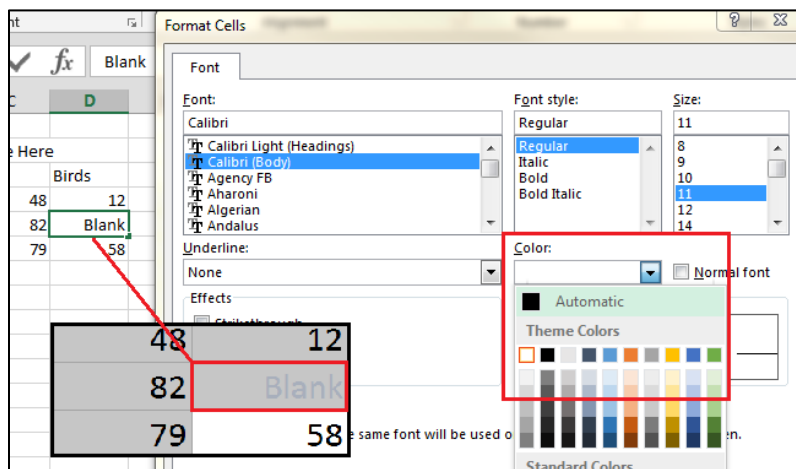 nt
Format Cells
fx Blank
Font
C D
Font:
Font style:
Size:
Calibri
Regular
11
e Here
Birds
48 12
82 Blank
79 58
Calibri Light (Headings)
Calibri (Body)
Agency FB
Aharoni
Algerian
Andalus
Regular
Italic
Bold
Bold Italic
8
9
10
11
12
14
Underline:
Color:
None
Normal font
Effects
Strikethrough
Automatic
Theme Colors
48 12
82 Blank
79 58
e same font will be used o
en.
Standard Colors